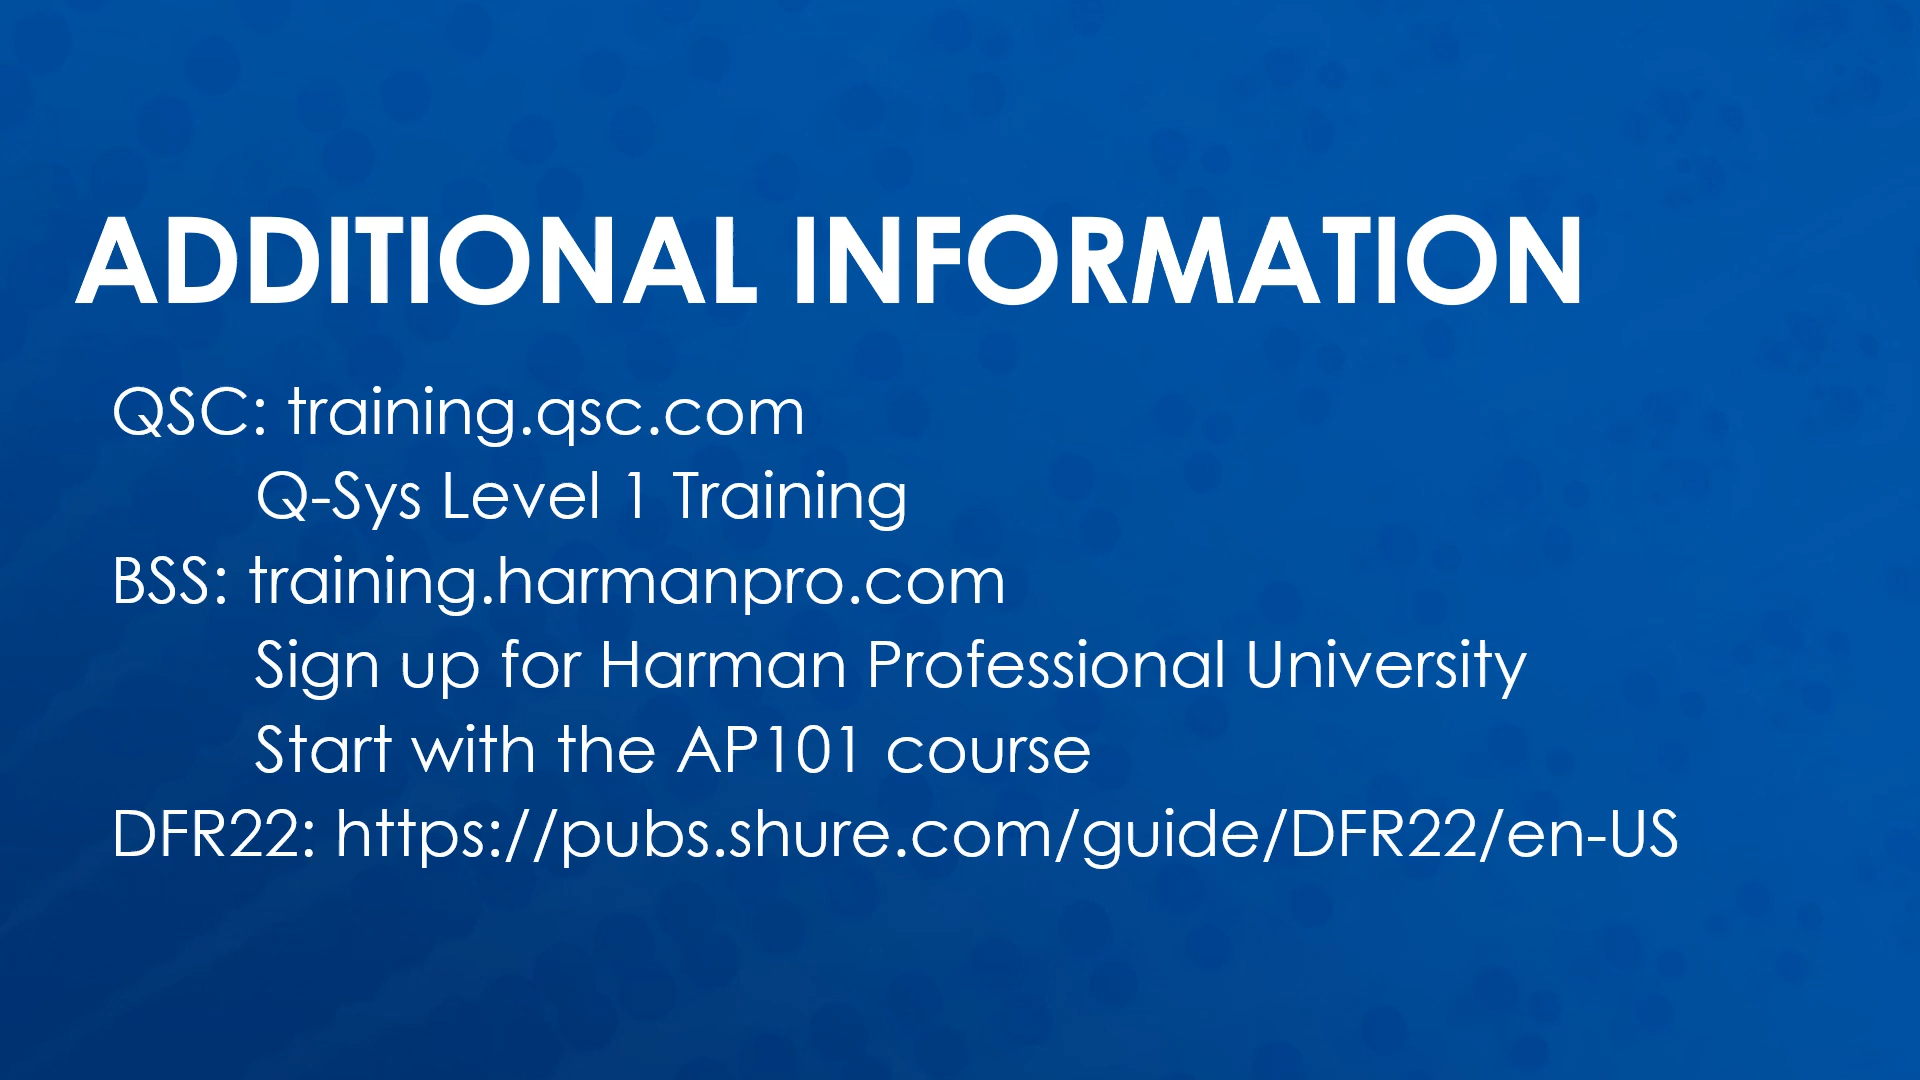 ADDITIONAL INFORMATION
QSC: training.qsc.com
Q-Sys Level 1 Training
BSS: training.harmanpro.com
Sign up for Harman Professional University
Start with the AP101 course
DFR22: https://pubs.shure.com/guide/DFR22/en-US